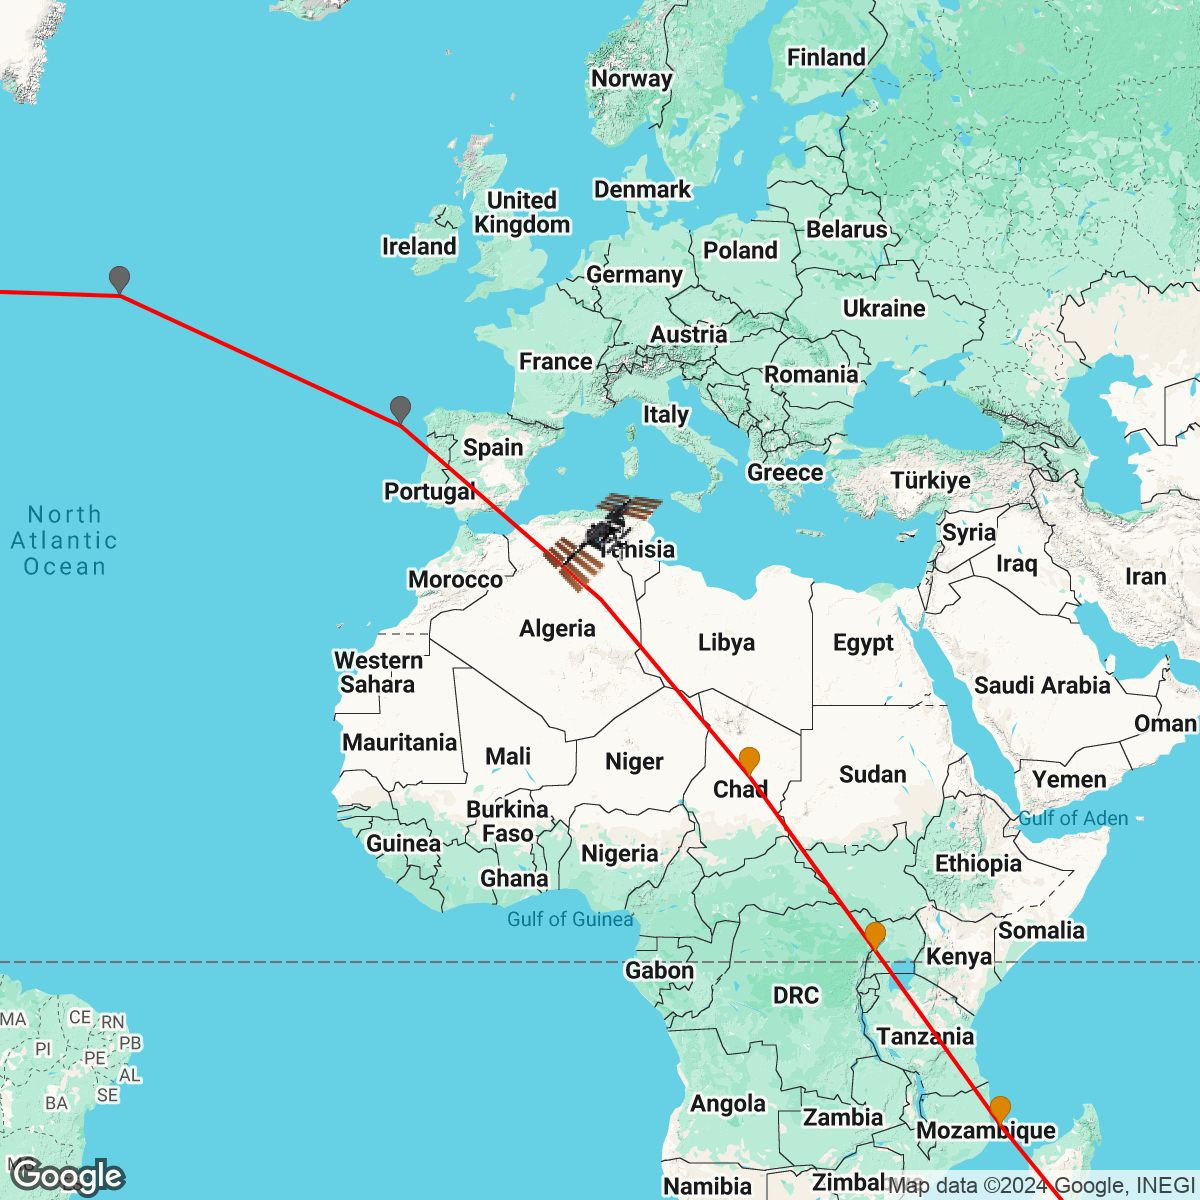 Finland
Norway
Denmark
United
Kingdom
Ireland
Belarus
Poland
Germany
Ukraine
Austria
France
Romania
Italy
Spain
Greece
Türkiye
Portugal
North
Atlantic
Ocean
Syria
Tunisia
Iraq
Iran
Morocco
Algeria
Libya
Egypt
Western
Sahara
Saudi Arabia
Oman
Mauritania
Mali
Niger
Sudan
Yemen
Chad
Burkina
Faso
Gulf of Aden
Guinea
Nigeria
Ethiopia
Ghana
Gulf of Guinea
Somalia
Kenya
Gabon
DRC
MA
CE
RN
PI
PB
PE
Tanzania
AL
SE
BA
Angola
Zambia
Mozambique
Google
Namibia
Map data ©2024 Google, INEGI